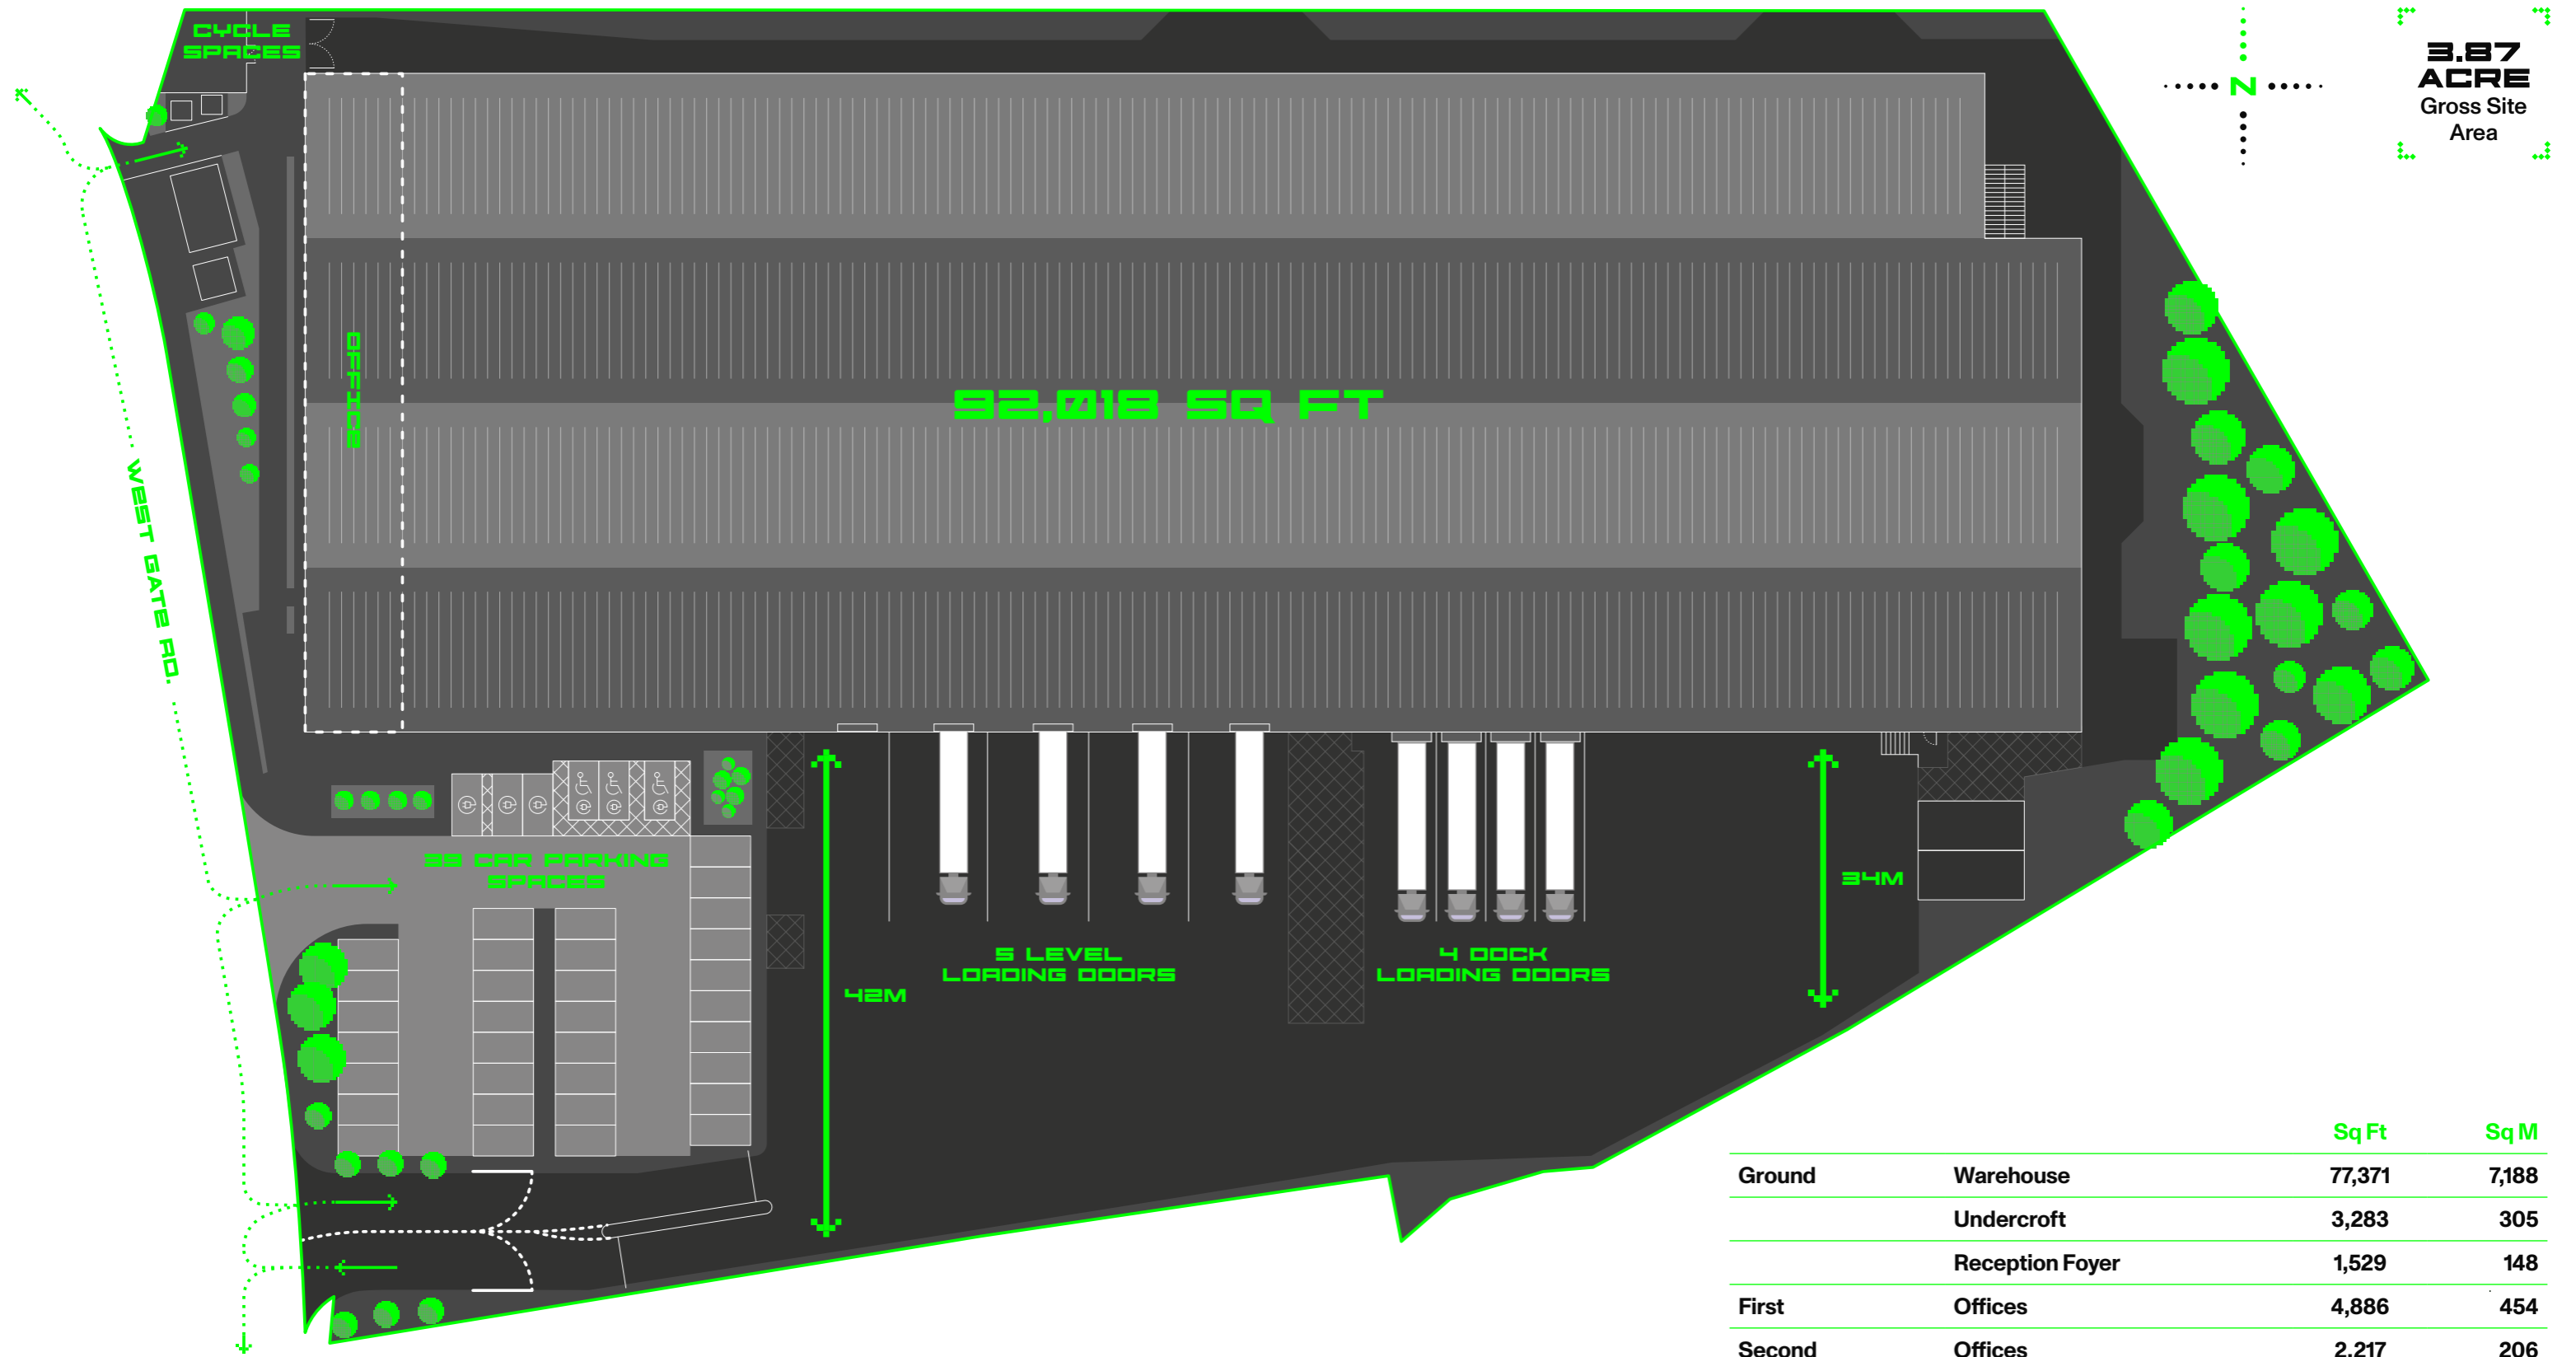 CYCLE
SPACES
N
3.87
ACRE
Gross Site
Area
OFFICE
92,018 SQ FT
WEST GATE RD.
39 CAR PARKING
SPACES
42M
5 LEVEL
LOADING DOORS
4 DOCK
LOADING DOORS
34M
Sq Ft Sq M
Ground Warehouse 77,371 7,188
Undercroft 3,283 305
Reception Foyer 1,529 148
First Offices 4,886 454
Second Offices 2,217 206